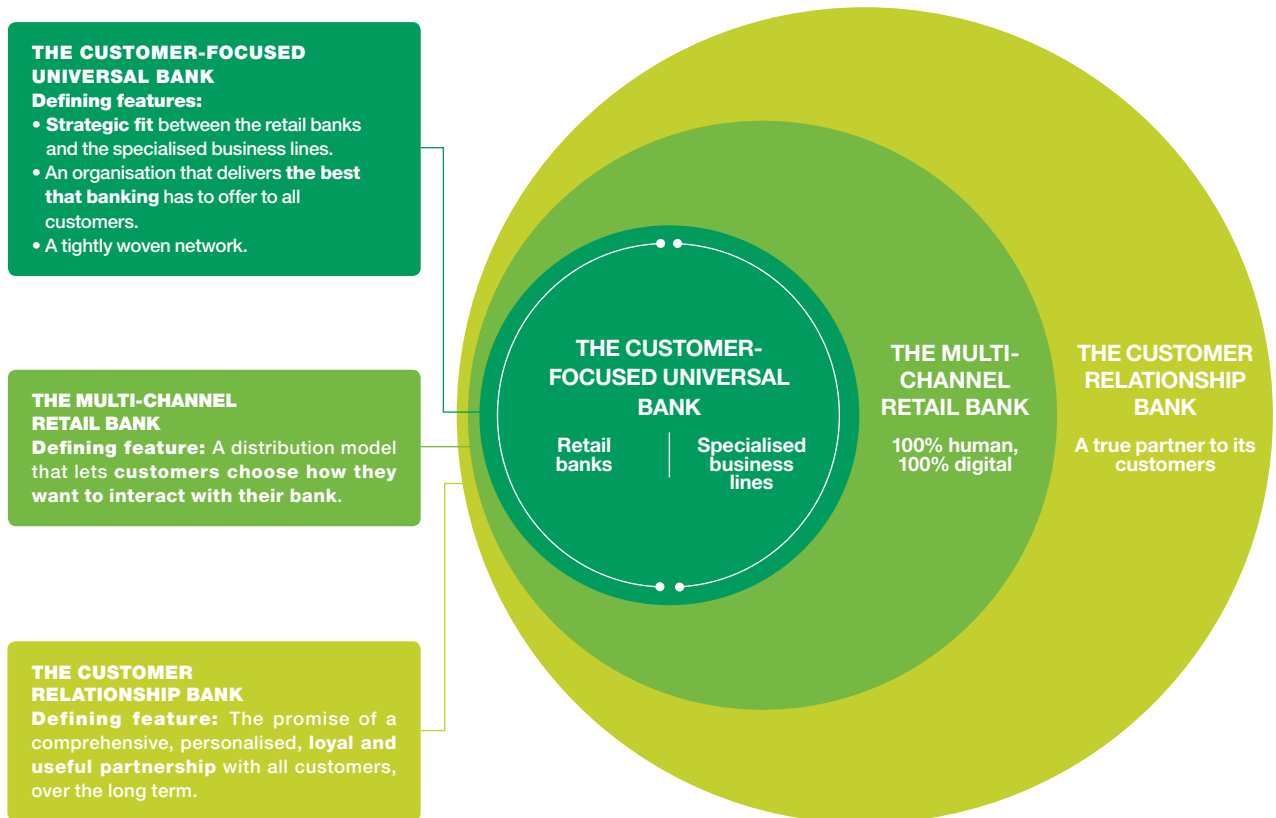 THE CUSTOMER-FOCUSED
UNIVERSAL BANK
Defining features:
• Strategic fit between the retail banks
and the specialised business lines.
• An organisation that delivers the best
that banking has to offer to all
customers.
• A tightly woven network.
THE MULTI-CHANNEL
RETAIL BANK
Defining feature: A distribution model
that lets customers choose how they
want to interact with their bank.
THE CUSTOMER
RELATIONSHIP BANK
Defining feature: The promise of a
comprehensive, personalised, loyal and
useful partnership with all customers,
over the long term.
THE CUSTOMER-
FOCUSED UNIVERSAL
BANK
Retail
banks
Specialised
business
lines
THE MULTI-
CHANNEL
RETAIL BANK
100% human,
100% digital
THE CUSTOMER
RELATIONSHIP
BANK
A true partner to its
customers